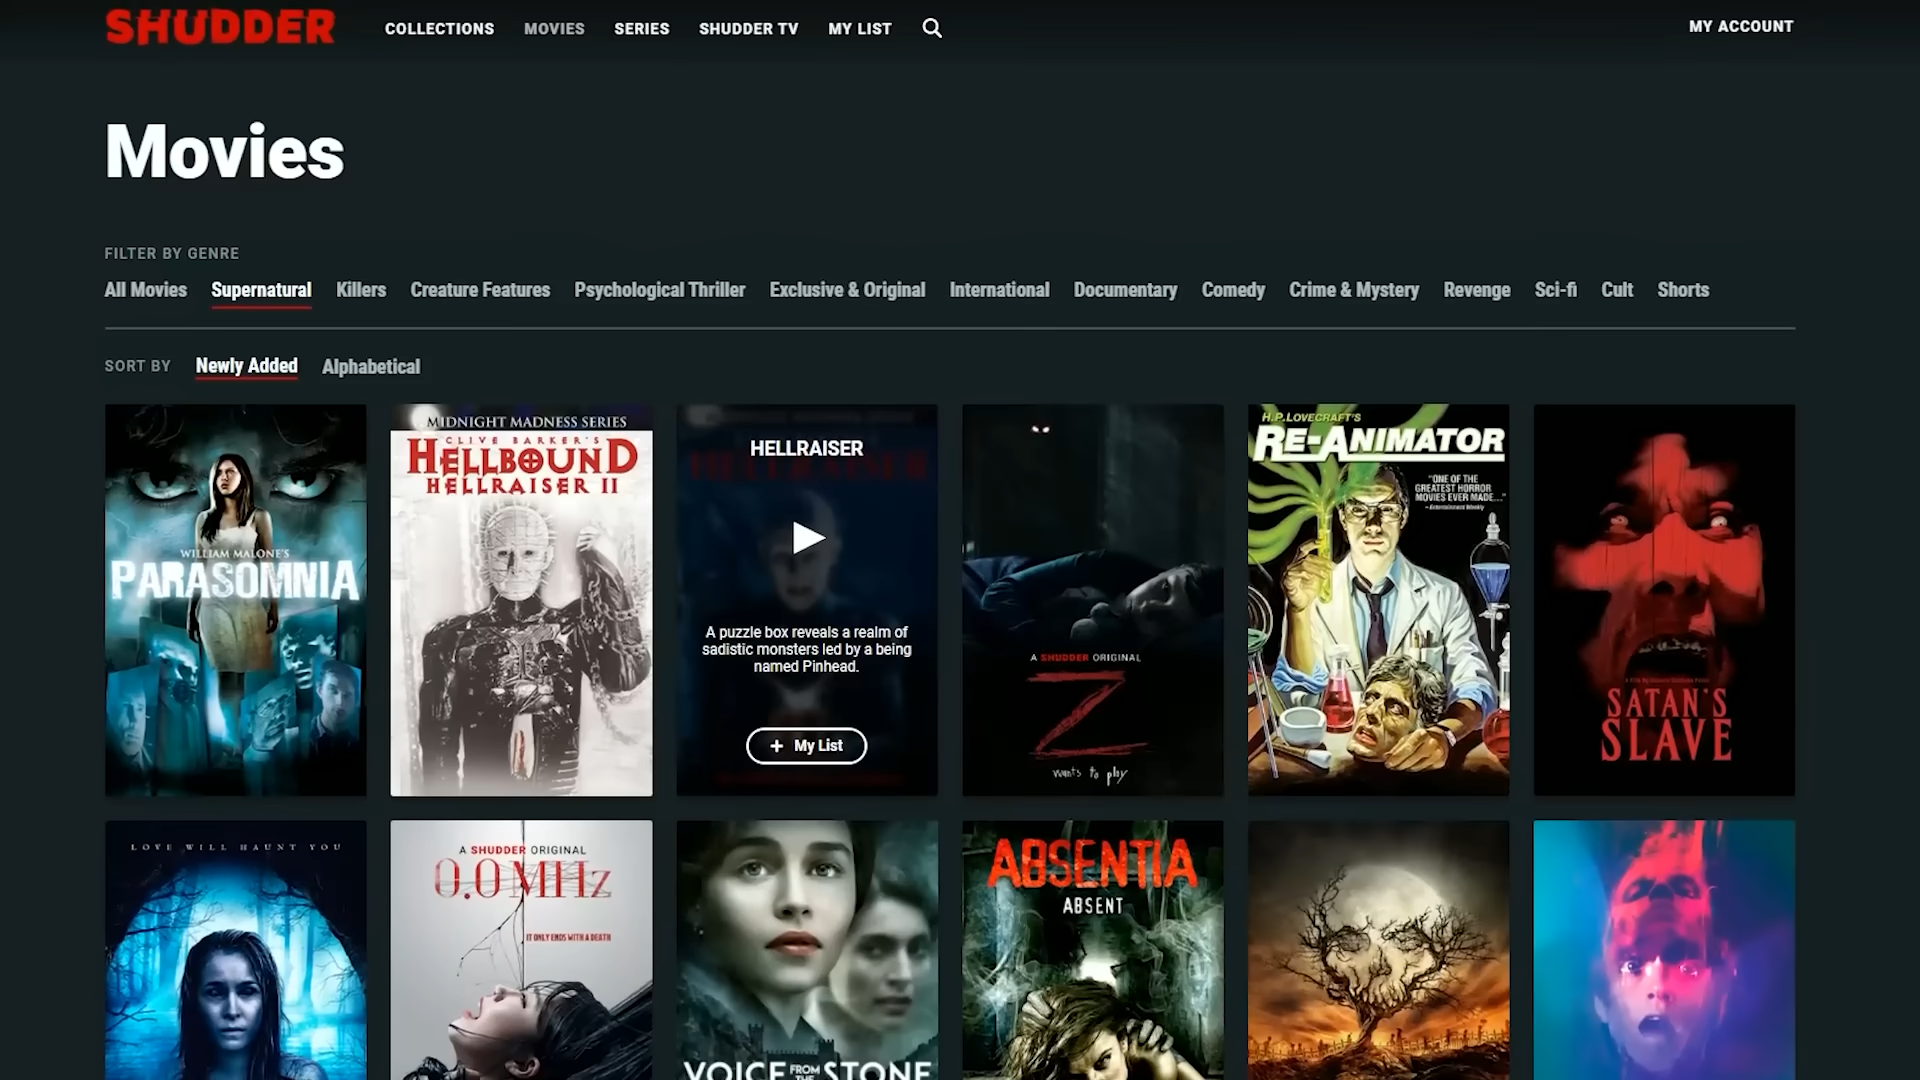 SHUDDER
COLLECTIONS MOVIES SERIES SHUDDER TV MY LIST
MY ACCOUNT
Movies
FILTER BY GENRE
All Movies Supernatural Killers Creature Features Psychological Thriller Exclusive & Original International Documentary Comedy Crime & Mystery Revenge Sci-fi Cult Shorts
SORT BY Newly Added Alphabetical
WILLIAM MALONE'S
PARASOMNIA
MIDNIGHT MADNESS SERIES
CLIVE BARKER'S
HELLBOUND
HELLRAISER II
HELLRAISER
A puzzle box reveals a realm of
sadistic monsters led by a being
named Pinhead.
+ My List
A SHUDDER ORIGINAL
Z
wants to play
H.P. LOVECRAFT'S
RE-ANIMATOR
"ONE OF THE
GREATEST HORROR
MOVIES EVER MADE..."
- Entertainment Weekly
SATAN'S
SLAVE
LOVE WILL HAUNT YOU
A SHUDDER ORIGINAL
0.0 MHz
IT ONLY ENDS WITH A DEATH
VOICE FROM THE STONE
ABSENTIA
ABSENT